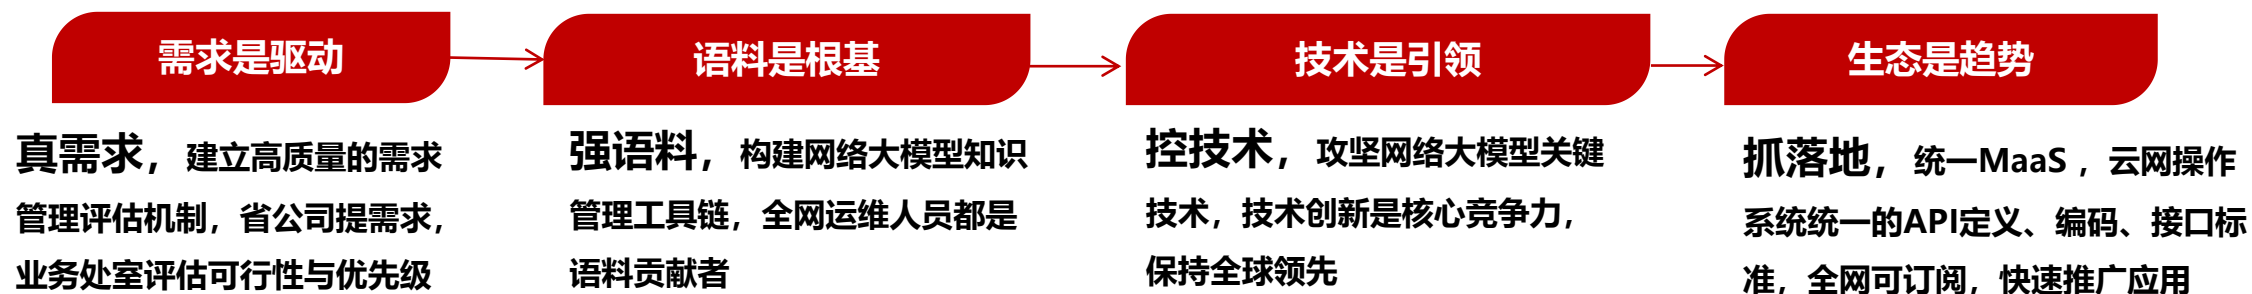 需求是驱动
语料是根基
技术是引领
生态是趋势
真需求，建立高质量的需求
管理评估机制，省公司提需求，
业务处室评估可行性与优先级
强语料，构建网络大模型知识
管理工具链，全网运维人员都是
语料贡献者
控技术，攻坚网络大模型关键
技术，技术创新是核心竞争力，
保持全球领先
抓落地，统一MaaS，云网操作
系统统一的API定义、编码、接口标
准，全网可订阅，快速推广应用